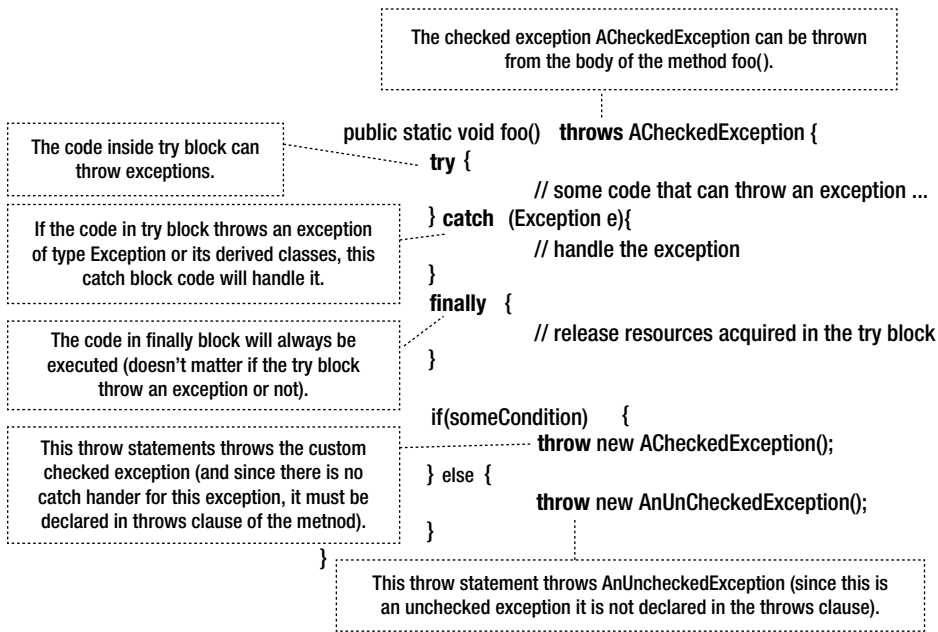 The checked exception ACheckedException can be thrown
from the body of the method foo().
public static void foo() throws ACheckedException {
The code inside try block can
throw exceptions.
try {
// some code that can throw an exception ...
} catch (Exception e){
If the code in try block throws an exception
of type Exception or its derived classes, this
catch block code will handle it.
// handle the exception
}
finally {
The code in finally block will always be
executed (doesn't matter if the try block
throw an exception or not).
// release resources acquired in the try block
}
if(someCondition) {
This throw statements throws the custom
checked exception (and since there is no
catch hander for this exception, it must be
declared in throws clause of the metnod).
throw new ACheckedException();
} else {
throw new AnUnCheckedException();
}
}
This throw statement throws AnUncheckedException (since this is
an unchecked exception it is not declared in the throws clause).